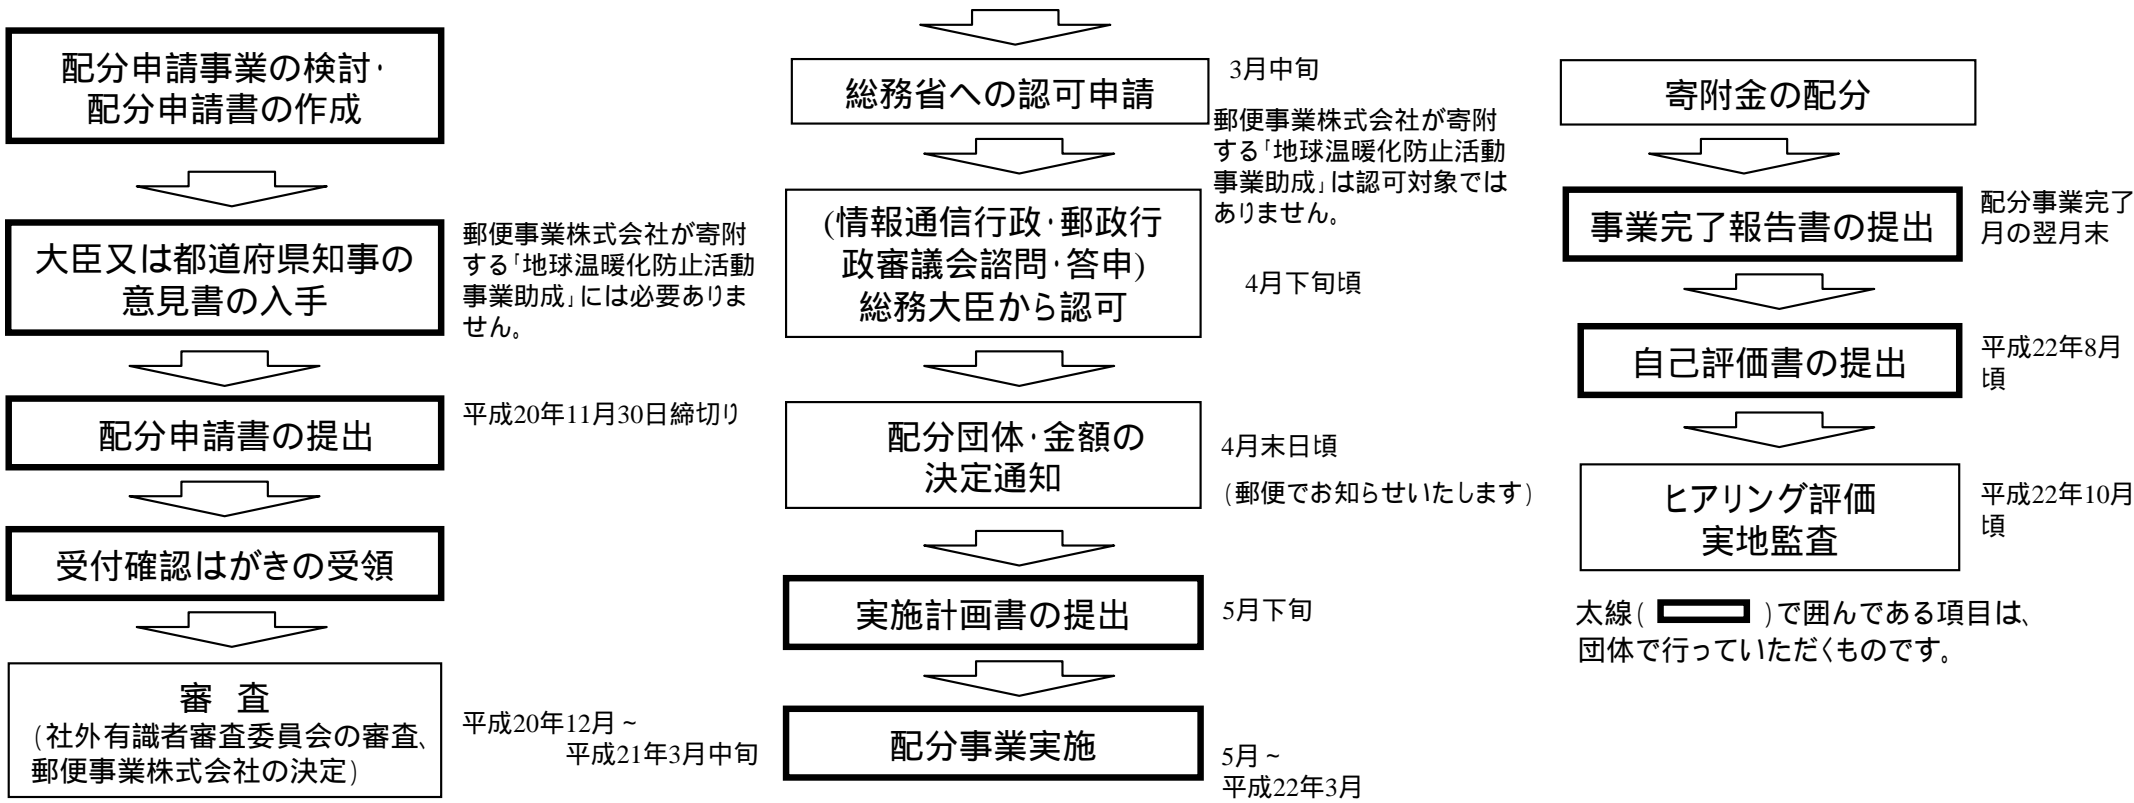 配分申請事業の検討・
配分申請書の作成
大臣又は都道府県知事の
意見書の入手
郵便事業株式会社が寄附
する「地球温暖化防止活動
事業助成」には必要ありま
せん。
配分申請書の提出
平成20年11月30日締切り
受付確認はがきの受領
審 査
(社外有識者審査委員会の審査、
郵便事業株式会社の決定)
平成20年12月~
平成21年3月中旬
総務省への認可申請
3月中旬
郵便事業株式会社が寄附
する「地球温暖化防止活動
事業助成」は認可対象では
ありません。
(情報通信行政・郵政行
政審議会諮問・答申)
総務大臣から認可
4月下旬頃
配分団体・金額の
決定通知
4月末日頃
(郵便でお知らせいたします)
実施計画書の提出
5月下旬
配分事業実施
5月~
平成22年3月
寄附金の配分
事業完了報告書の提出
配分事業完了
月の翌月末
自己評価書の提出
平成22年8月
頃
ヒアリング評価
実地監査
平成22年10月
頃
太線( )で囲んである項目は、
団体で行っていただくものです。